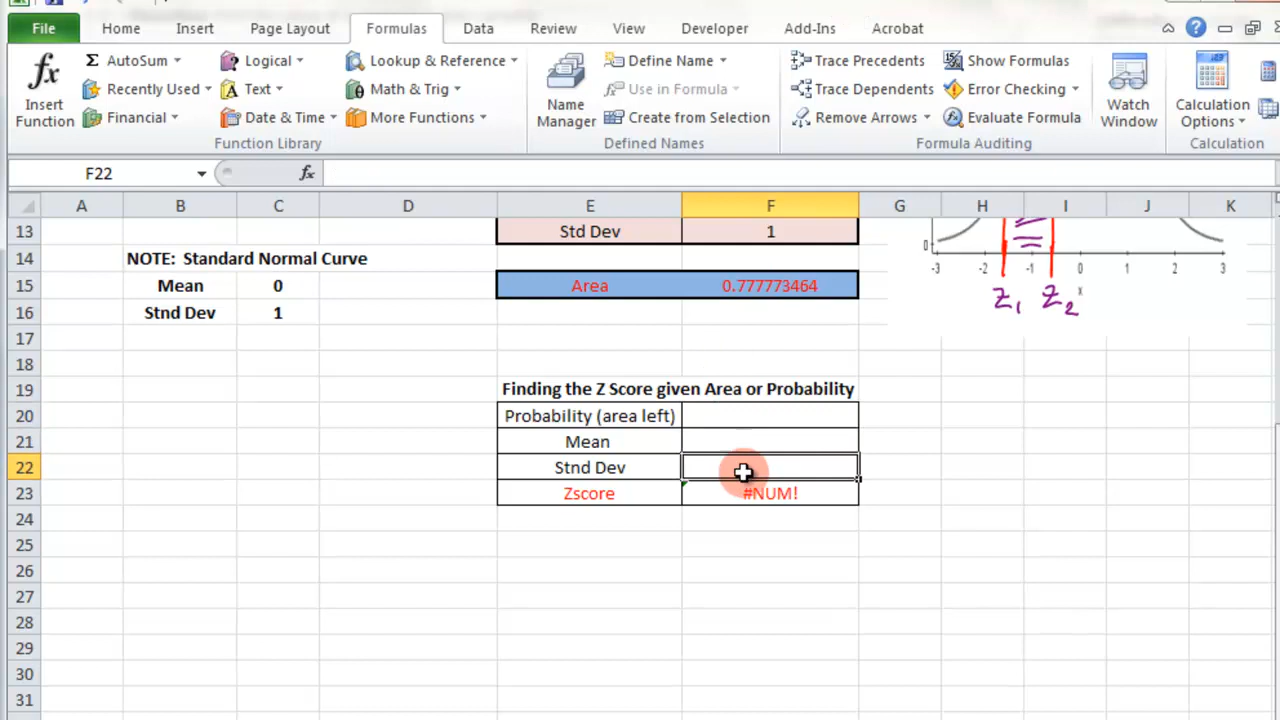 File Home Insert Page Layout Formulas Data Review View Developer Add-Ins Acrobat
fx Insert Function
Σ AutoSum
Recently Used
Financial
Logical
Text
Date & Time
Lookup & Reference
Math & Trig
More Functions
Function Library
Name Manager
Define Name
Use in Formula
Create from Selection
Defined Names
Trace Precedents
Trace Dependents
Remove Arrows
Show Formulas
Error Checking
Evaluate Formula
Formula Auditing
Watch Window
Calculation Options
Calculation
F22 fx
A B C D E F G H I J K
13 Std Dev 1
0
14 NOTE: Standard Normal Curve
-3 -2 -1 0 1 2 3
15 Mean 0 Area 0.777773464
Z1 Z2 x
16 Stnd Dev 1
17
18
19 Finding the Z Score given Area or Probability
20 Probability (area left)
21 Mean
22 Stnd Dev
23 Zscore #NUM!
24
25
26
27
28
29
30
31